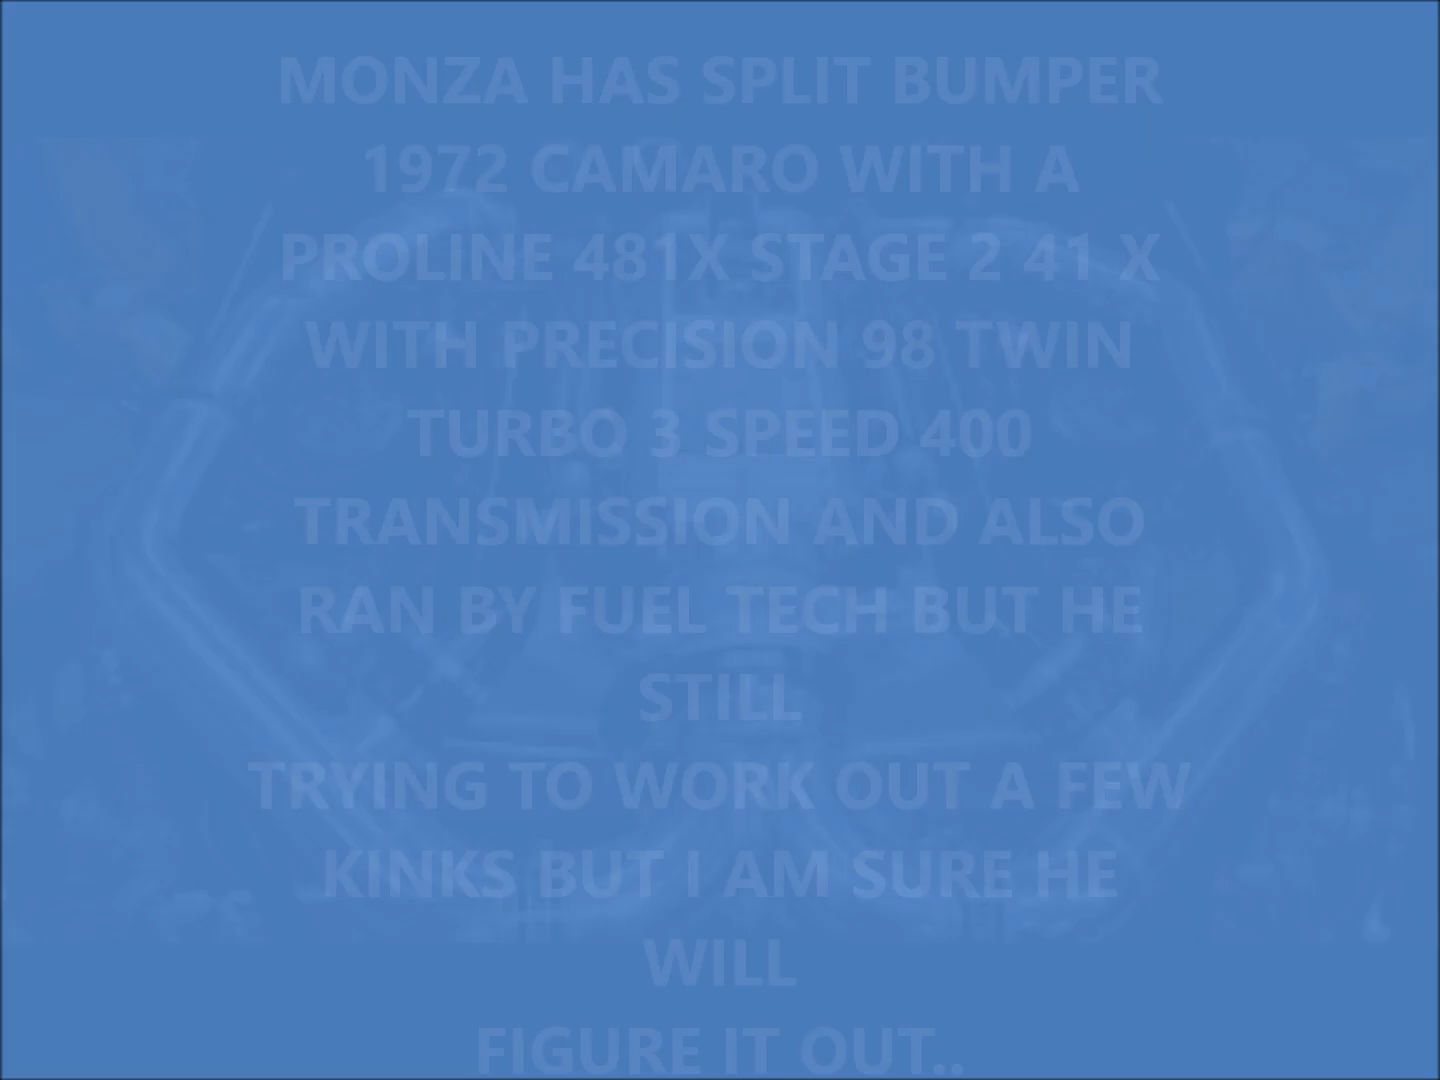 MONZA HAS SPLIT BUMPER
1972 CAMARO WITH A
PROLINE 481X STAGE 2 41 X
WITH PRECISION 98 TWIN
TURBO 3 SPEED 400
TRANSMISSION AND ALSO
RAN BY FUEL TECH BUT HE
STILL
TRYING TO WORK OUT A FEW
KINKS BUT I AM SURE HE
WILL
FIGURE IT OUT..